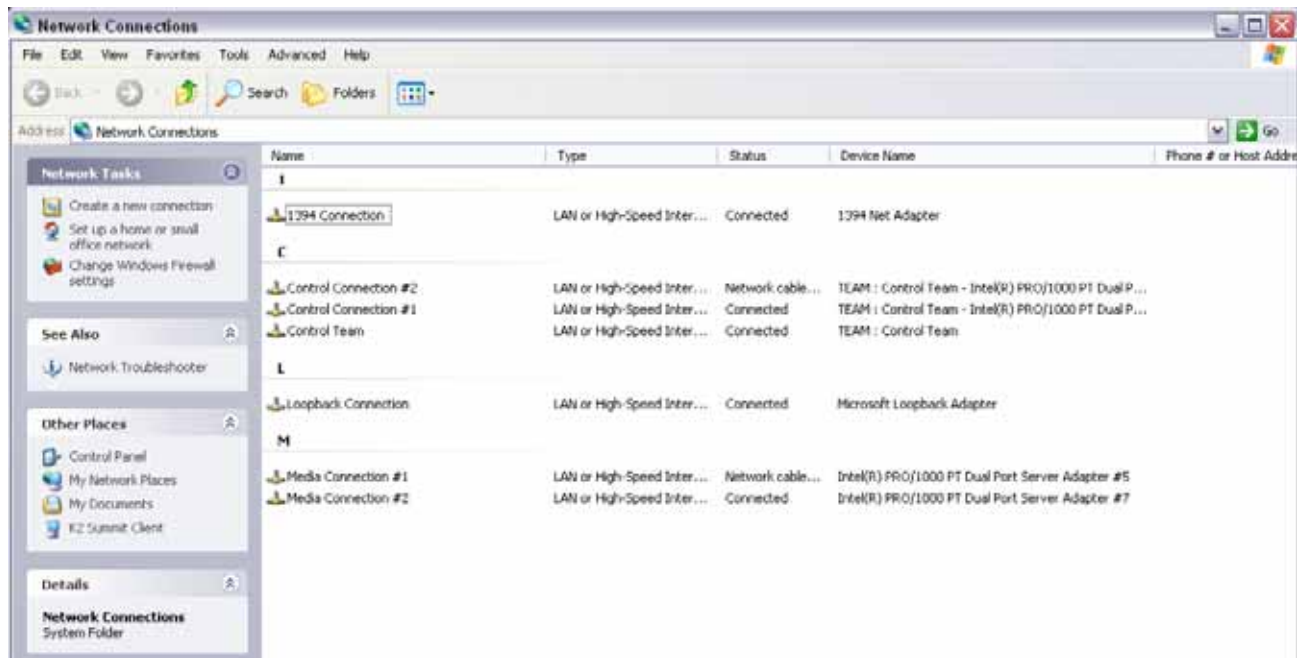 Network Connections
File Edit View Favorites Tools Advanced Help
Back Search Folders
Address Network Connections Go
Network Tasks
Create a new connection
Set up a home or small
office network
Change Windows Firewall
settings
See Also
Network Troubleshooter
Other Places
Control Panel
My Network Places
My Documents
K2 Summit Client
Details
Network Connections
System Folder
Name Type Status Device Name Phone # or Host Addre
1
1394 Connection LAN or High-Speed Inter... Connected 1394 Net Adapter
C
Control Connection #2 LAN or High-Speed Inter... Network cable... TEAM : Control Team - Intel(R) PRO/1000 PT Dual P...
Control Connection #1 LAN or High-Speed Inter... Connected TEAM : Control Team - Intel(R) PRO/1000 PT Dual P...
Control Team LAN or High-Speed Inter... Connected TEAM : Control Team
L
Loopback Connection LAN or High-Speed Inter... Connected Microsoft Loopback Adapter
M
Media Connection #1 LAN or High-Speed Inter... Network cable... Intel(R) PRO/1000 PT Dual Port Server Adapter #5
Media Connection #2 LAN or High-Speed Inter... Connected Intel(R) PRO/1000 PT Dual Port Server Adapter #7